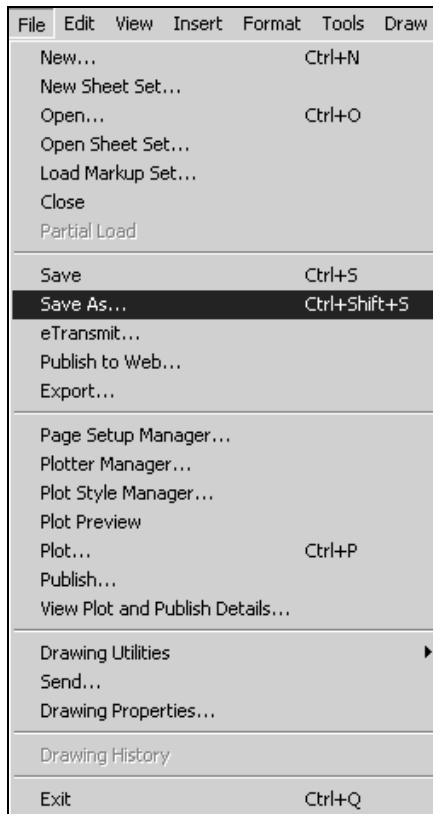 File Edit View Insert Format Tools Draw
New... Ctrl+N
New Sheet Set...
Open... Ctrl+O
Open Sheet Set...
Load Markup Set...
Close
Partial Load
Save Ctrl+S
Save As... Ctrl+Shift+S
eTransmit...
Publish to Web...
Export...
Page Setup Manager...
Plotter Manager...
Plot Style Manager...
Plot Preview
Plot... Ctrl+P
Publish...
View Plot and Publish Details...
Drawing Utilities
Send...
Drawing Properties...
Drawing History
Exit Ctrl+Q